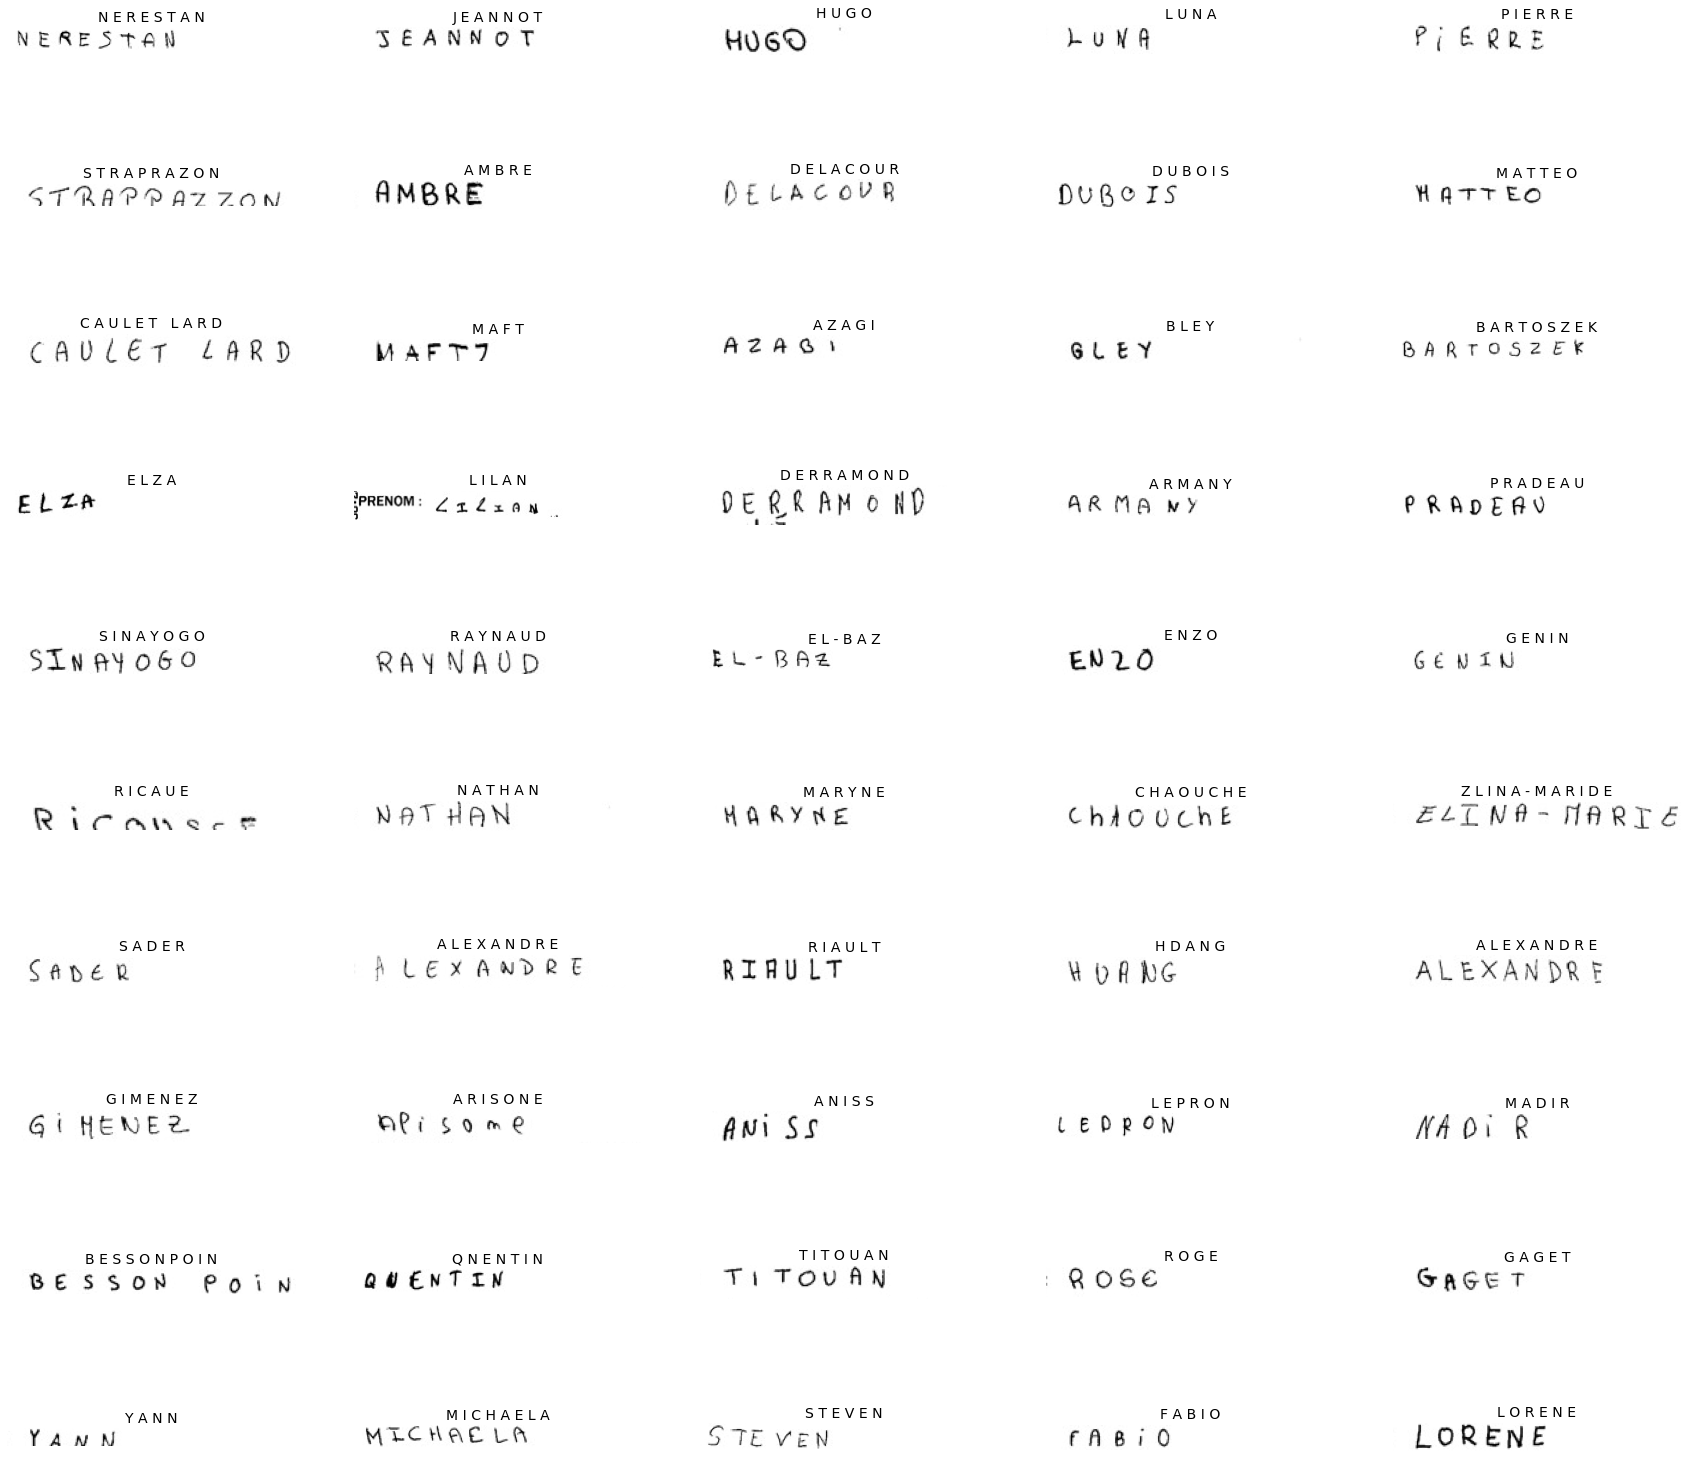 NERESTAN JEANNOT HUGO LUNA PIERRE
NERESTAN JEANNOT HUGO LUNA PiERRE
STRAPRAZON AMBRE DELACOUR DUBOIS MATTEO
STRAPPAZZON AMBRE DELACOUR DUBOIS MATTEO
CAULET LARD MAFT AZAGI BLEY BARTOSZEK
CAULET LARD MAFTJ AZABI GLEY BARTOSZEK
ELZA LILAN DERRAMOND ARMANY PRADEAU
ELZA PRENOM: LILIAN DERRAMOND ARMANY PRADEAU
SINAYOGO RAYNAUD EL-BAZ ENZO GENIN
SINAYOGO RAYNAUD EL-BAZ ENZO GENIN
RICAUE NATHAN MARYNE CHAOUCHE ZLINA-MARIDE
NATHAN MARYNE ChAOUChE ELINA-MARIE
SADER ALEXANDRE RIAULT HDANG ALEXANDRE
SADER ALEXANDRE RIAULT HUANG ALEXANDRE
GIMENEZ ARISONE ANISS LEPRON MADIR
GiMENEZ ARisome ANiSS LEDRON NADiR
BESSONPOIN QNENTIN TITOUAN ROGE GAGET
BESSON POiN QUENTIN TITOUAN ROSE GAGET
YANN MICHAELA STEVEN FABIO LORENE
YANN MICHAELA STEVEN FABiO LORENE